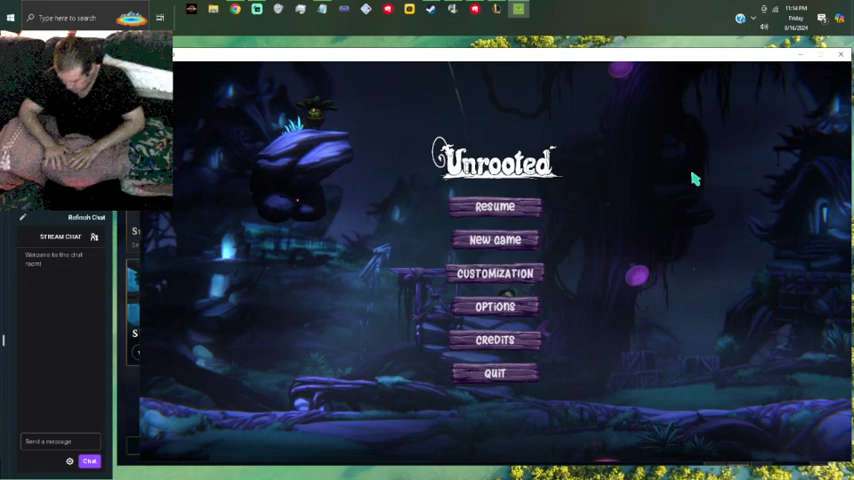 Type here to search
11:14 PM
Friday
8/16/2024
Unrooted
Resume
New Game
CUSTOMIZATION
OPTIONS
CREDITS
QUIT
Refresh Chat
STREAM CHAT
Welcome to the chat
room!
Send a message
Chat